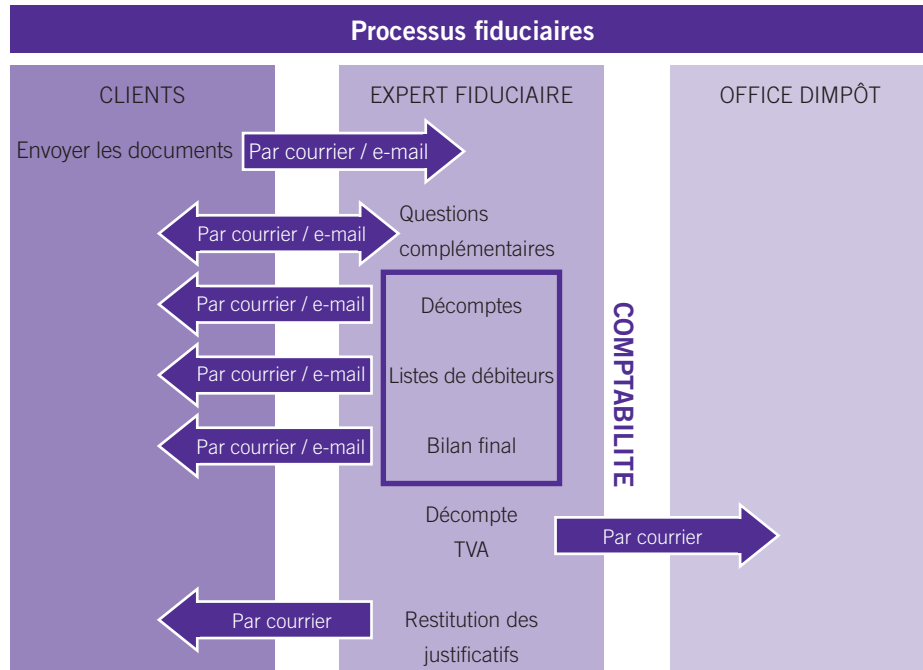 Processus fiduciaires
CLIENTS
EXPERT FIDUCIAIRE
OFFICE DIMPÔT
Envoyer les documents
Par courrier / e-mail
Par courrier / e-mail
Questions
complémentaires
Par courrier / e-mail
Décomptes
Par courrier / e-mail
Listes de débiteurs
Par courrier / e-mail
Bilan final
COMPTABILITE
Décompte
TVA
Par courrier
Par courrier
Restitution des
justificatifs